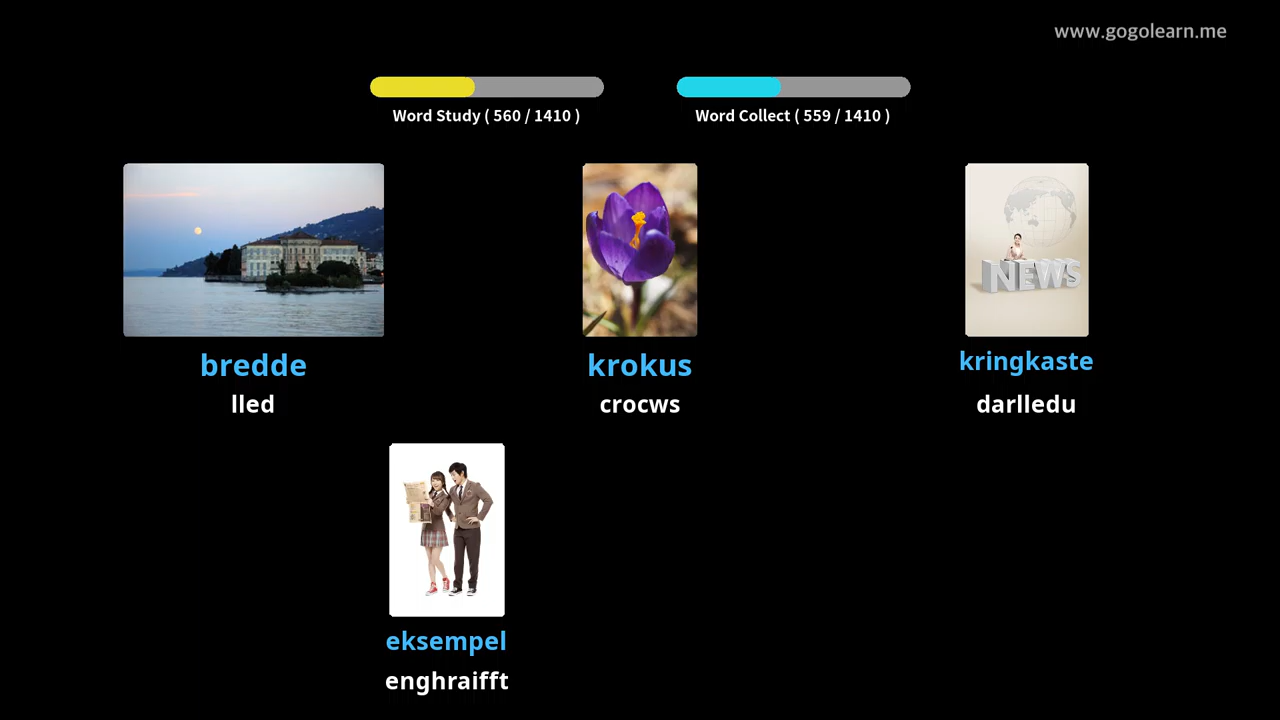 www.gogolearn.me
Word Study ( 560 / 1410 )
Word Collect ( 559 / 1410 )
NEWS
bredde
krokus
kringkaste
lled
crocws
darlledu
eksempel
enghraifft